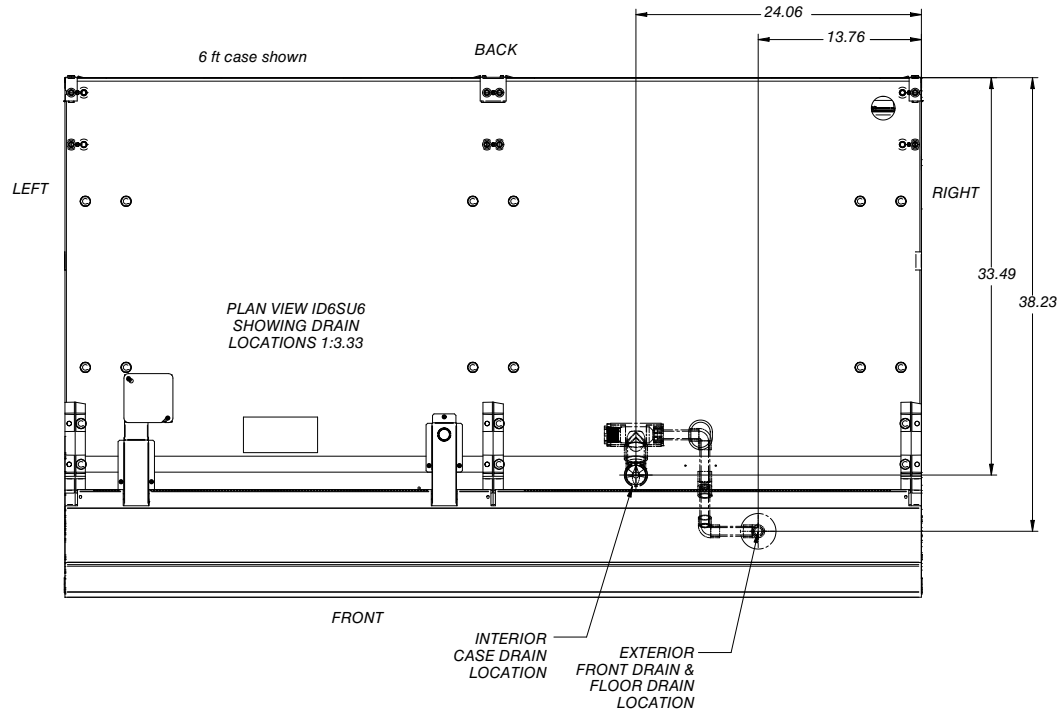 24.06
13.76
6 ft case shown
BACK
LEFT
RIGHT
33.49
38.23
PLAN VIEW ID6SU6
SHOWING DRAIN
LOCATIONS 1:3.33
FRONT
INTERIOR
CASE DRAIN
LOCATION
EXTERIOR
FRONT DRAIN &
FLOOR DRAIN
LOCATION